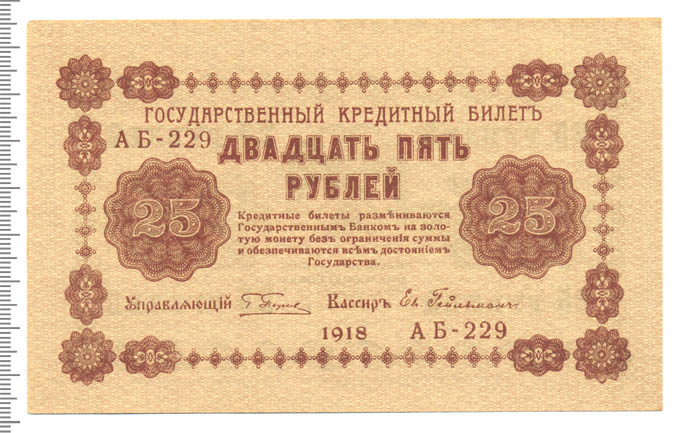 ГОСУДАРСТВЕННЫЙ КРЕДИТНЫЙ БИЛЕТЪ
АБ-229
ДВАДЦАТЬ ПЯТЬ
РУБЛЕЙ
25
25
Кредитные билеты размѣниваются
Государственнымъ Банкомъ на золо-
тую монету безъ ограниченія суммы
и обезпечиваются всѣмъ достояніемъ
Государства.
Управляющій
Кассиръ
1918 АБ-229